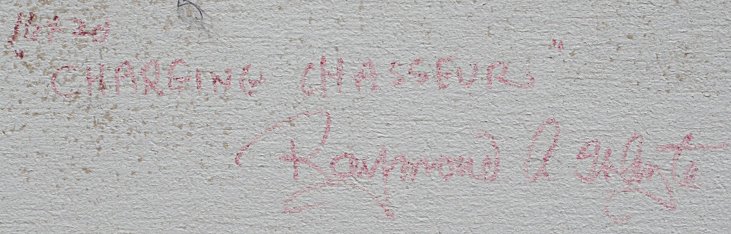 16x20
"CHARGING CHASSEUR"
Raymond A